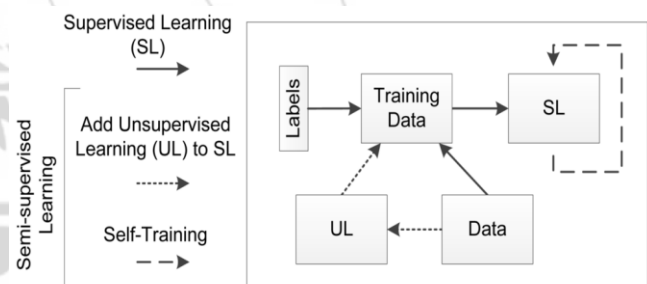 Supervised Learning
(SL)
Add Unsupervised
Learning (UL) to SL
Self-Training
Semi-supervised
Learning
Labels
Training
Data
SL
UL
Data